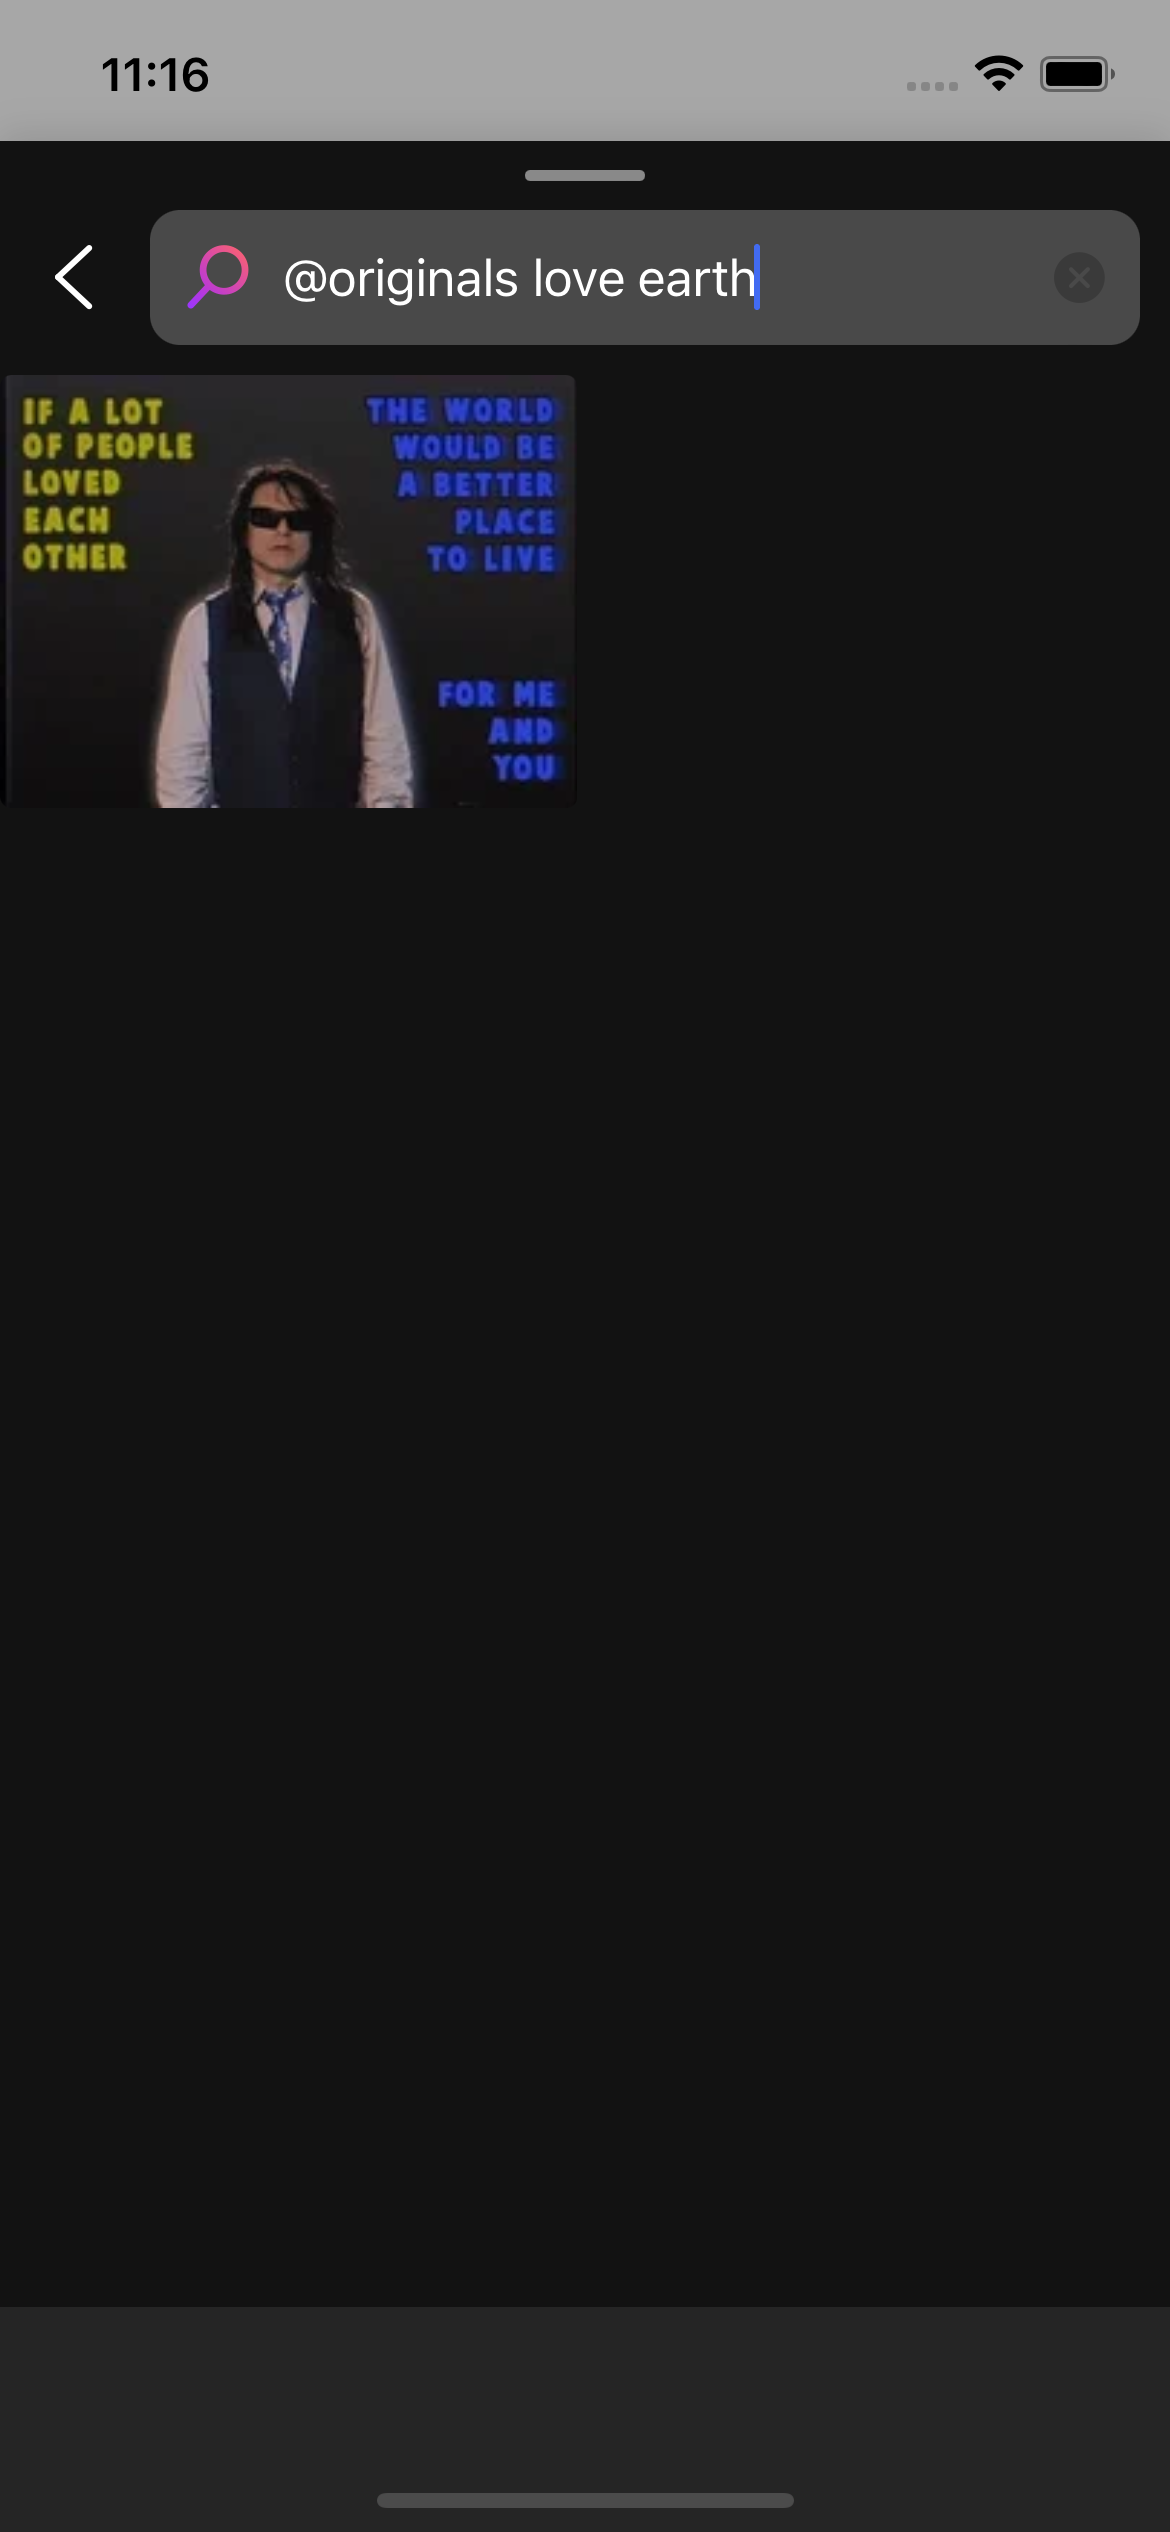 11:16
@originals love earth
IF A LOT
OF PEOPLE
LOVED
EACH
OTHER
THE WORLD
WOULD BE
A BETTER
PLACE
TO LIVE
FOR ME
AND
YOU